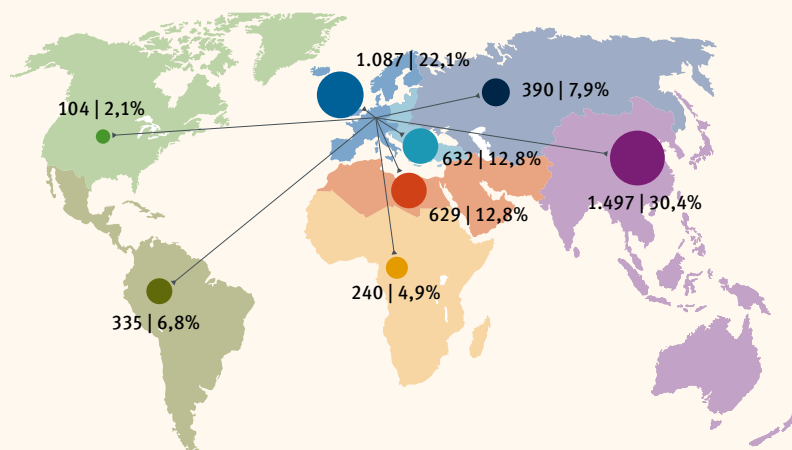 1.087 | 22,1%
390 | 7,9%
104 | 2,1%
632 | 12,8%
1.497 | 30,4%
629 | 12,8%
240 | 4,9%
335 | 6,8%